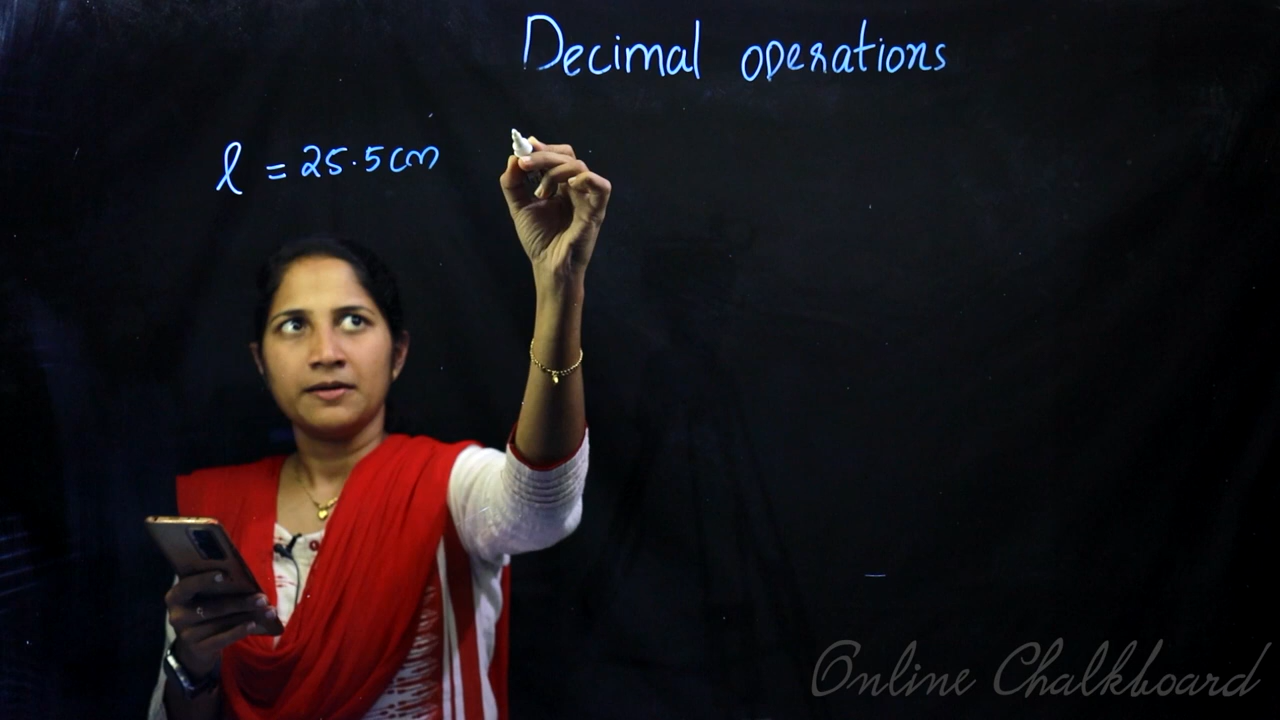 Decimal operations
l = 25.5cm
Online Chalkboard